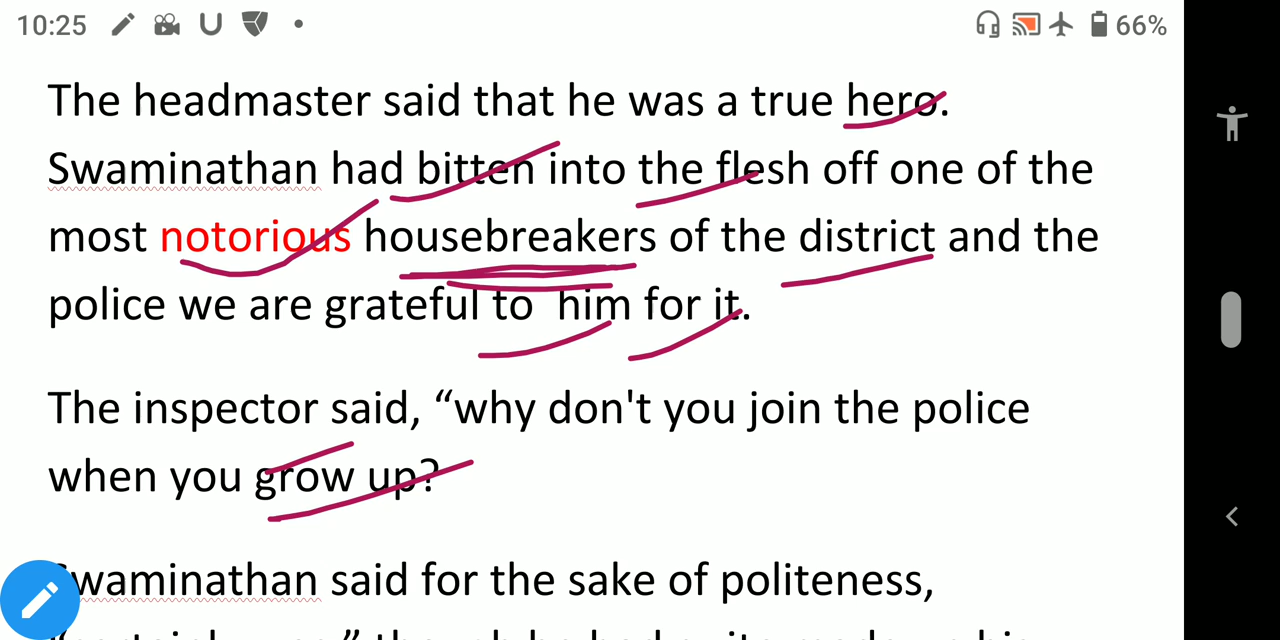 10:25 66%
The headmaster said that he was a true hero.
Swaminathan had bitten into the flesh off one of the
most notorious housebreakers of the district and the
police we are grateful to him for it.
The inspector said, “why don't you join the police
when you grow up?
Swaminathan said for the sake of politeness,